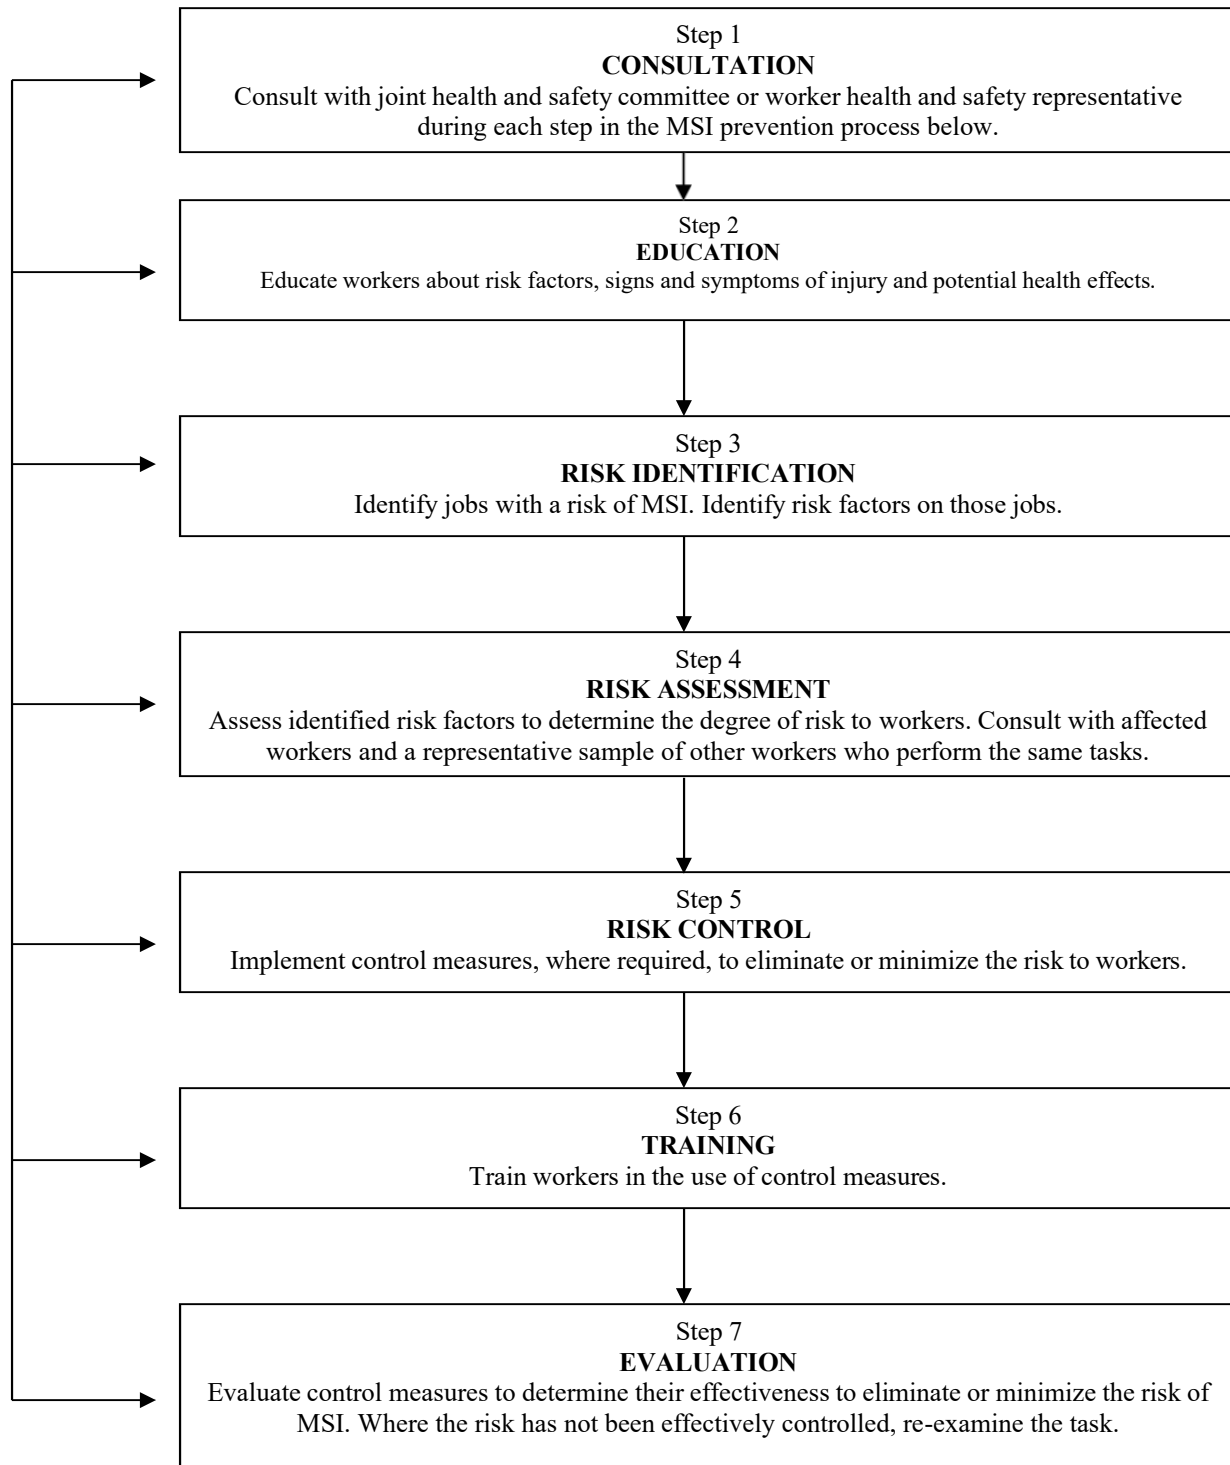 Step 1
CONSULTATION
Consult with joint health and safety committee or worker health and safety representative
during each step in the MSI prevention process below.
Step 2
EDUCATION
Educate workers about risk factors, signs and symptoms of injury and potential health effects.
Step 3
RISK IDENTIFICATION
Identify jobs with a risk of MSI. Identify risk factors on those jobs.
Step 4
RISK ASSESSMENT
Assess identified risk factors to determine the degree of risk to workers. Consult with affected
workers and a representative sample of other workers who perform the same tasks.
Step 5
RISK CONTROL
Implement control measures, where required, to eliminate or minimize the risk to workers.
Step 6
TRAINING
Train workers in the use of control measures.
Step 7
EVALUATION
Evaluate control measures to determine their effectiveness to eliminate or minimize the risk of
MSI. Where the risk has not been effectively controlled, re-examine the task.